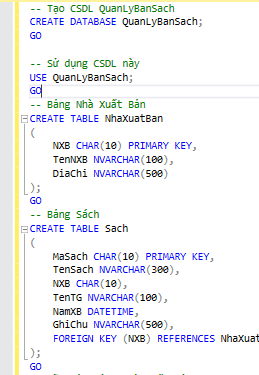 -- Tạo CSDL QuanLyBanSach
CREATE DATABASE QuanLyBanSach;
GO
-- Sử dụng CSDL này
USE QuanLyBanSach;
GO
-- Bảng Nhà Xuất Bản
CREATE TABLE NhaXuatBan
(
NXB CHAR(10) PRIMARY KEY,
TenNXB NVARCHAR(100),
DiaChi NVARCHAR(500)
);
GO
-- Bảng Sách
CREATE TABLE Sach
(
MaSach CHAR(10) PRIMARY KEY,
TenSach NVARCHAR(300),
NXB CHAR(10),
TenTG NVARCHAR(100),
NamXB DATETIME,
GhiChu NVARCHAR(500),
FOREIGN KEY (NXB) REFERENCES NhaXuat
);
GO